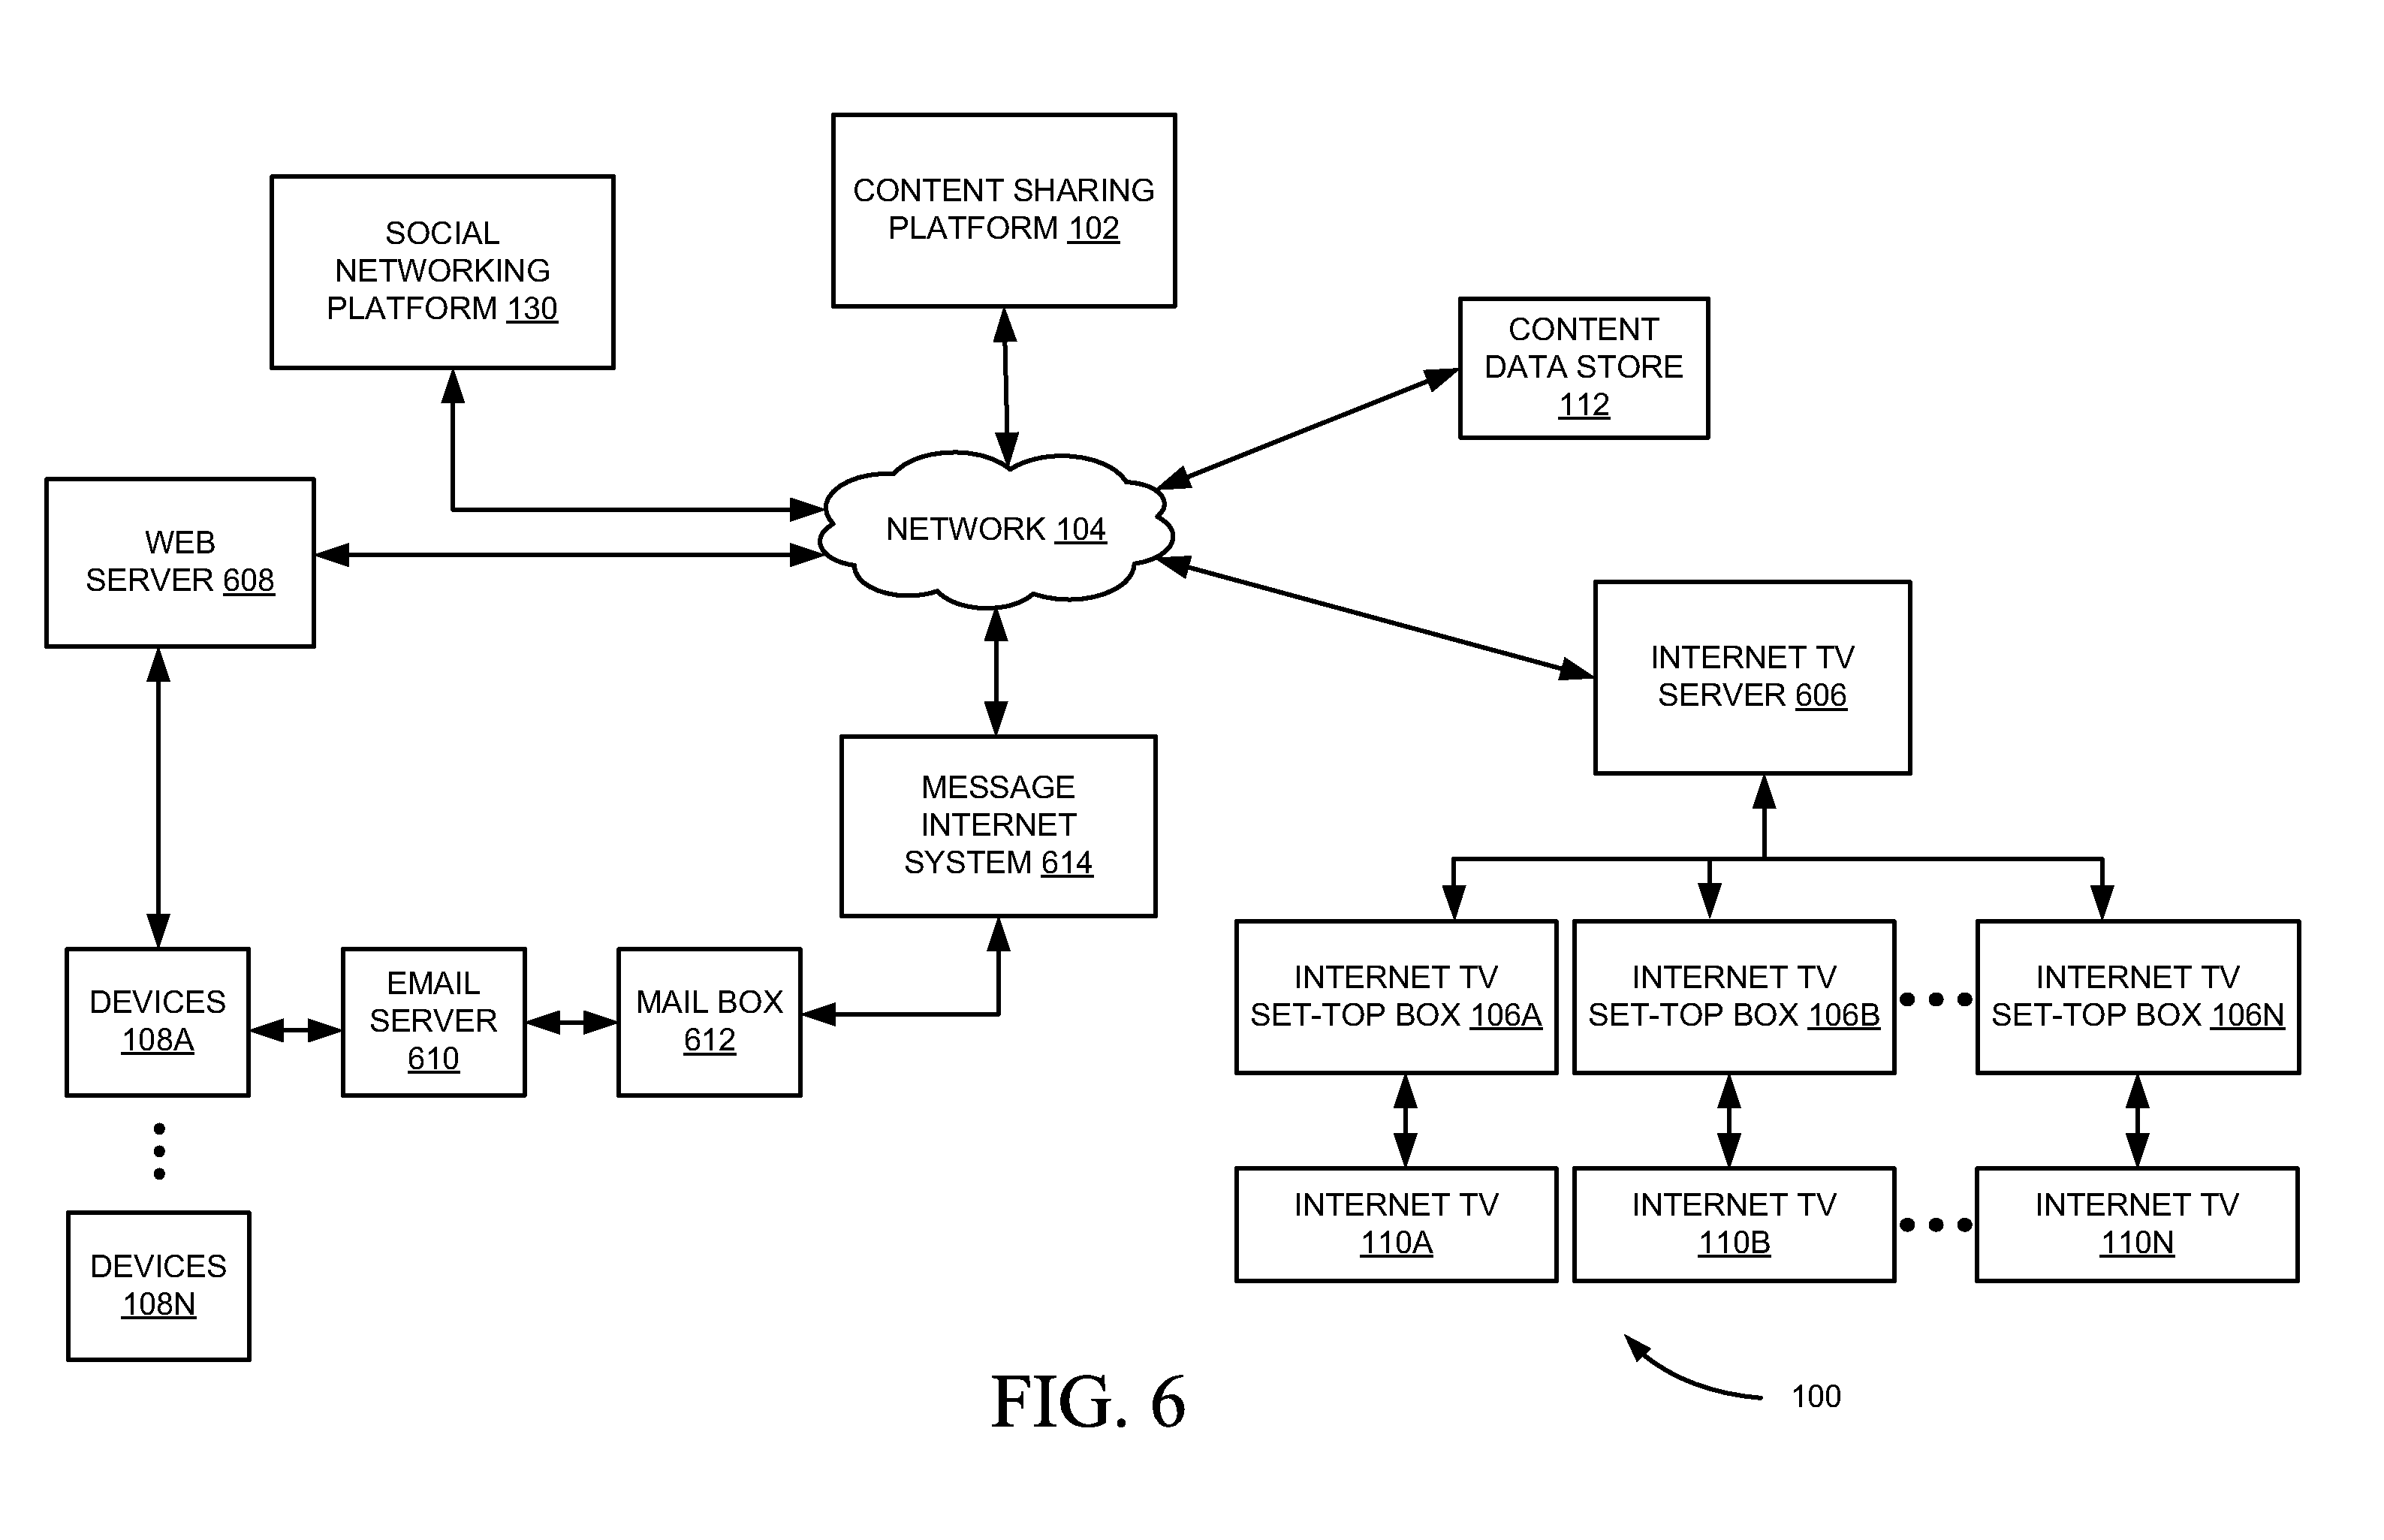 CONTENT SHARING
PLATFORM 102
SOCIAL
NETWORKING
PLATFORM 130
CONTENT
DATA STORE
112
WEB
SERVER 608
NETWORK 104
INTERNET TV
SERVER 606
MESSAGE
INTERNET
SYSTEM 614
DEVICES
108A
EMAIL
SERVER
610
MAIL BOX
612
INTERNET TV
SET-TOP BOX 106A
INTERNET TV
SET-TOP BOX 106B
INTERNET TV
SET-TOP BOX 106N
INTERNET TV
110A
INTERNET TV
110B
INTERNET TV
110N
DEVICES
108N
FIG. 6
100